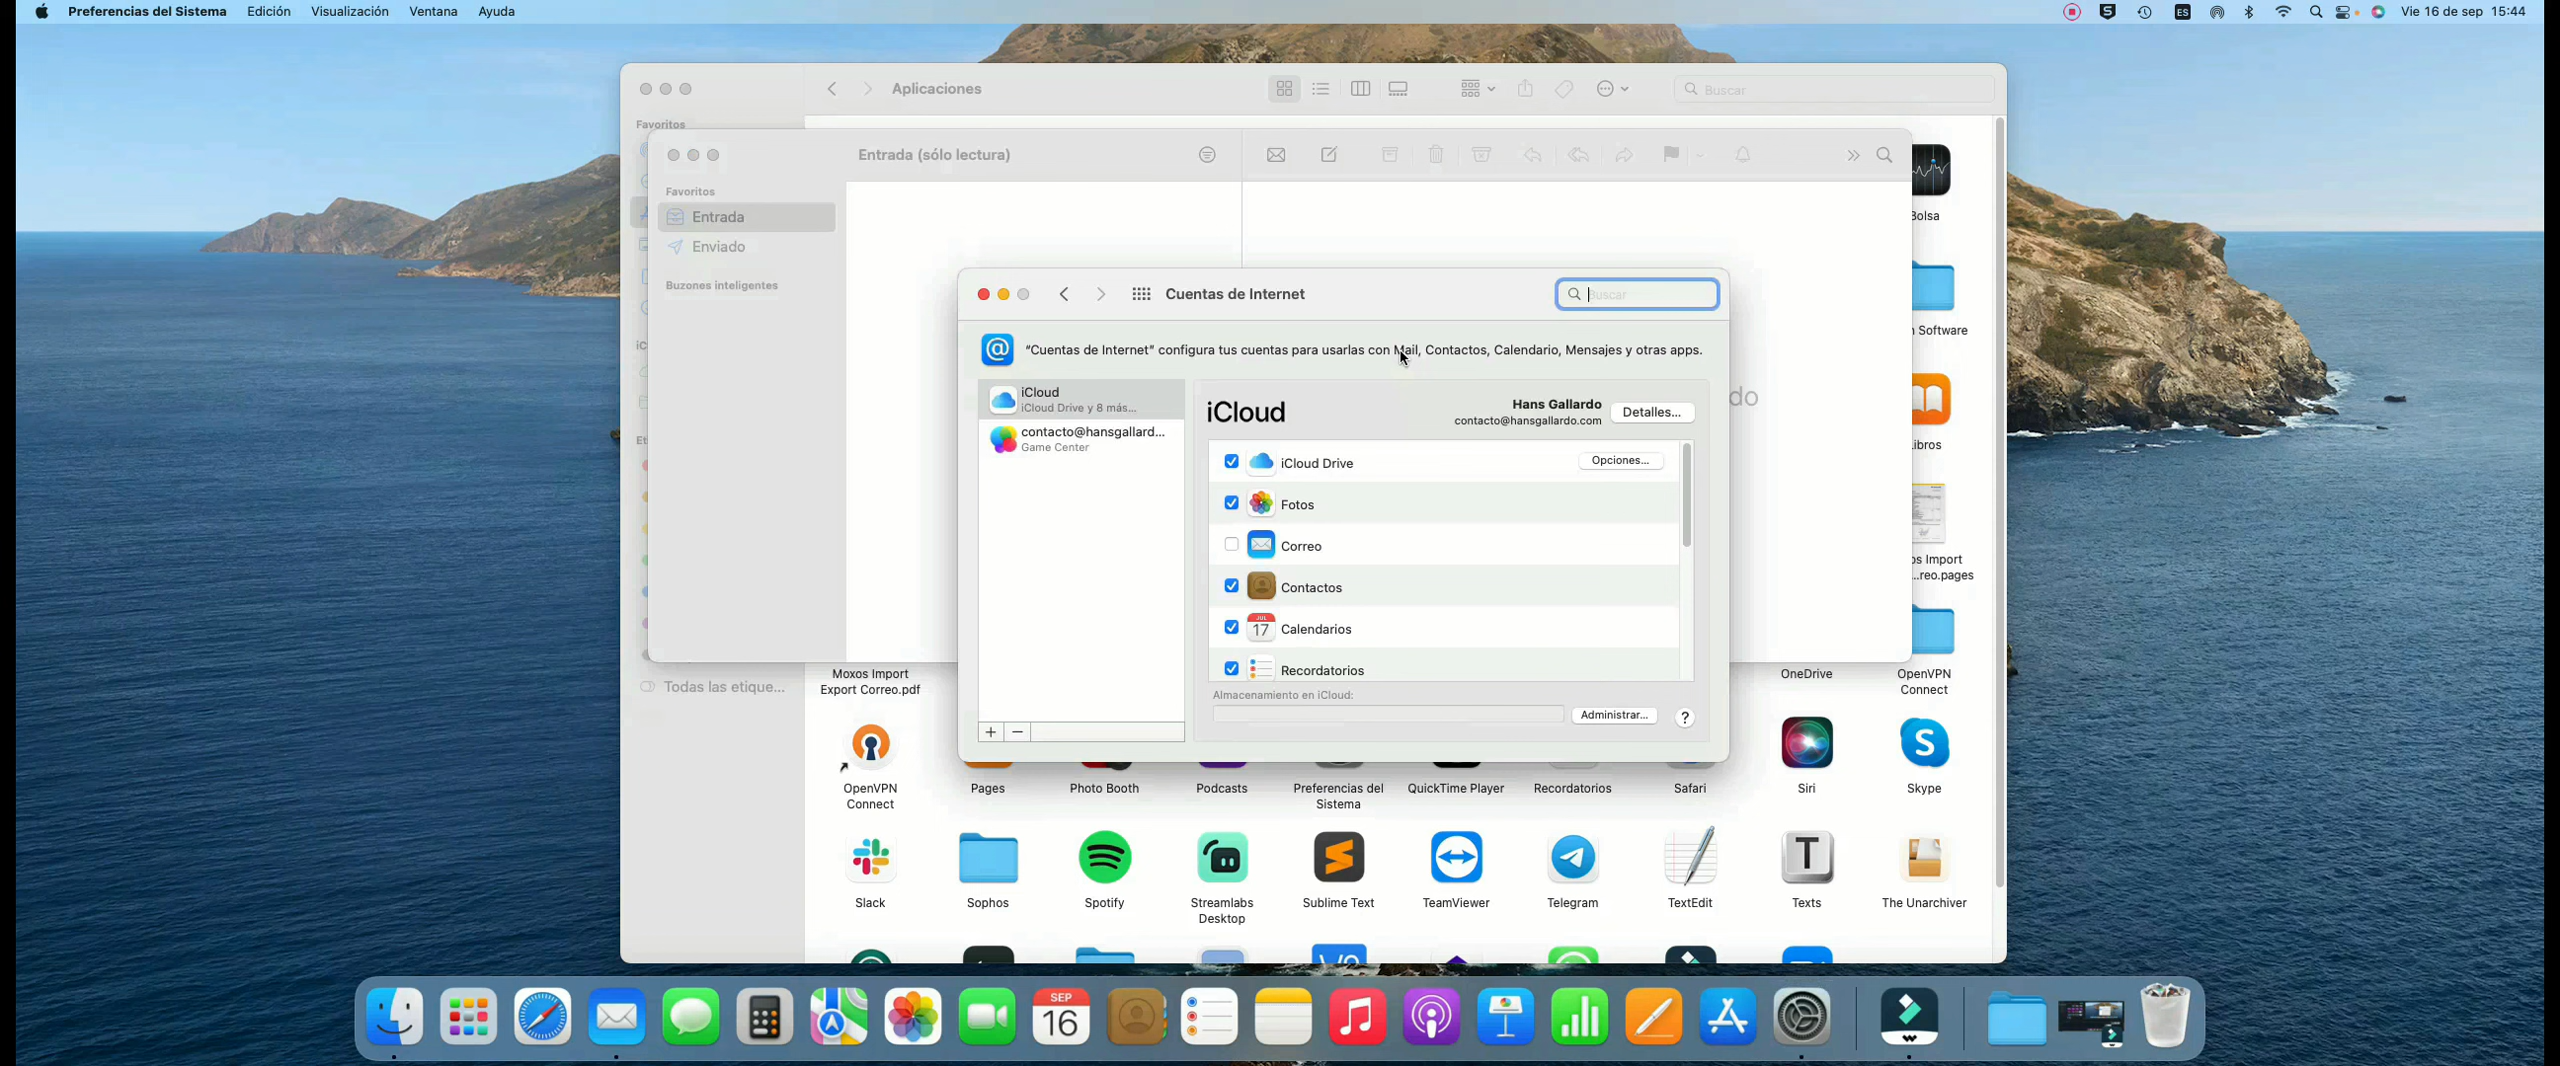 Preferencias del Sistema Edición Visualización Ventana Ayuda
ES Vie 16 de sep 15:44
Aplicaciones
Buscar
Favoritos
Entrada (sólo lectura)
Favoritos
Entrada
Enviado
Buzones inteligentes
Cuentas de Internet
Buscar
@
“Cuentas de Internet” configura tus cuentas para usarlas con Mail, Contactos, Calendario, Mensajes y otras apps.
iCloud
iCloud Drive y 8 más...
contacto@hansgallard...
Game Center
iCloud
Hans Gallardo
contacto@hansgallardo.com
Detalles...
iCloud Drive
Opciones...
Fotos
Correo
Contactos
JUL
17
Calendarios
Recordatorios
Almacenamiento en iCloud:
Administrar...
?
Bolsa
Software
...reo.pages
Todas las etique...
Moxos Import
Export Correo.pdf
OneDrive
OpenVPN
Connect
OpenVPN
Connect
Pages
Photo Booth
Podcasts
Preferencias del
Sistema
QuickTime Player
Recordatorios
Safari
Siri
Skype
Slack
Sophos
Spotify
Streamlabs
Desktop
Sublime Text
TeamViewer
Telegram
TextEdit
Texts
The Unarchiver
SEP
16